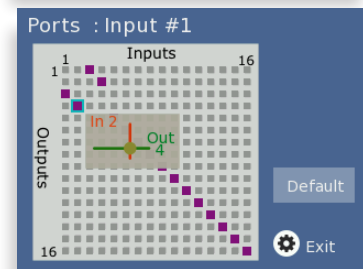 Ports : Input #1
Inputs
1 16
1
In 2
Out
4
Outputs
Default
16
Exit